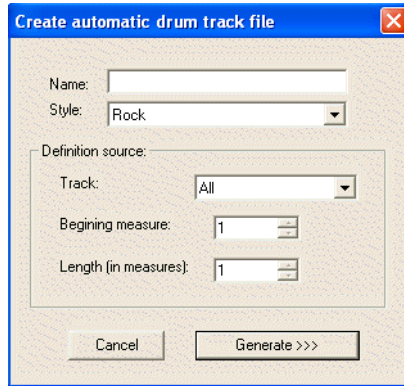 Create automatic drum track file
Name:
Style: Rock
Definition source:
Track: All
Begining measure: 1
Length (in measures): 1
Cancel Generate >>>